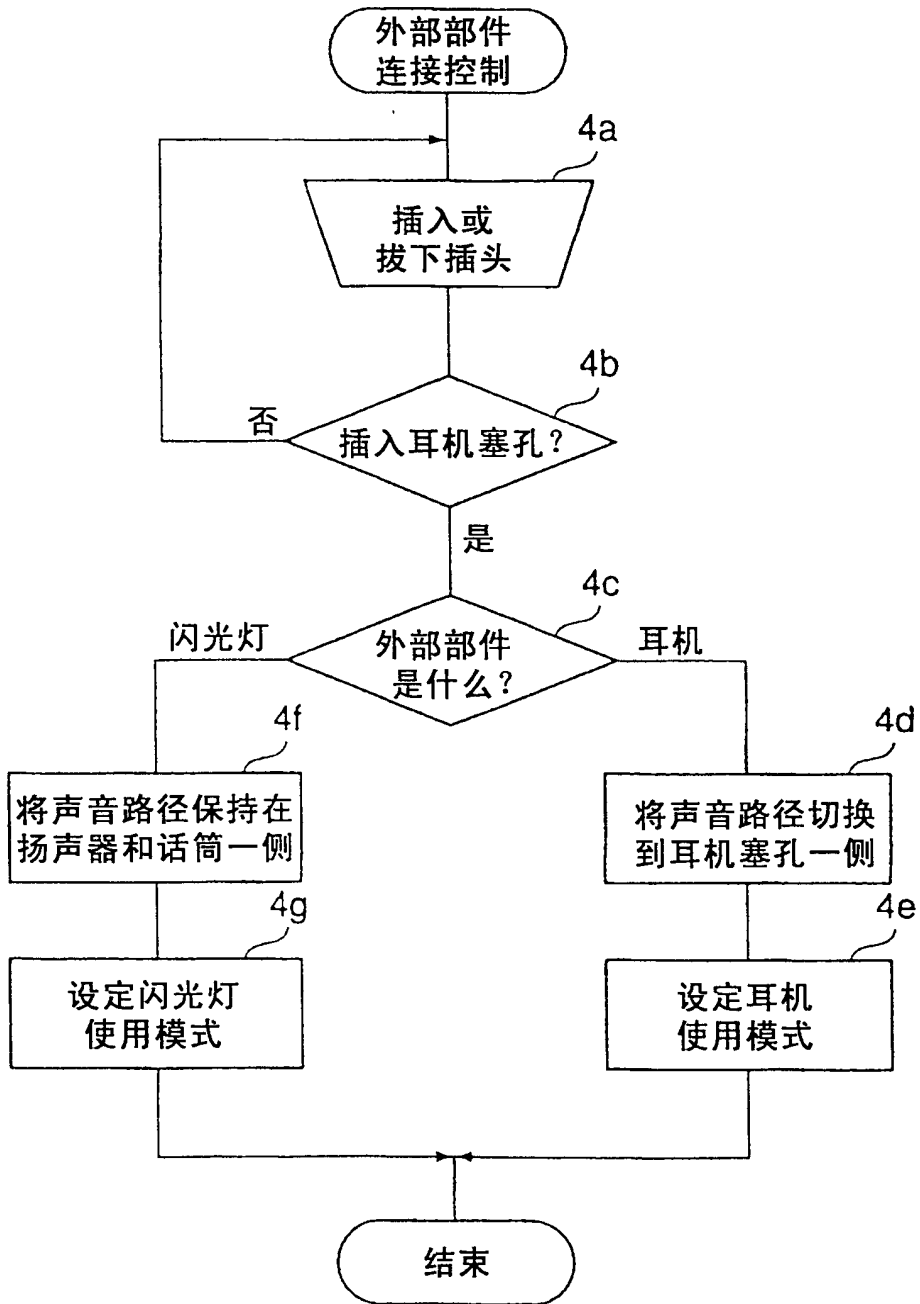 外部部件
连接控制
4a
插入或
拔下插头
4b
否
插入耳机塞孔?
是
4c
闪光灯
外部部件
是什么?
耳机
4f
4d
将声音路径保持在
扬声器和话筒一侧
将声音路径切换
到耳机塞孔一侧
4g
4e
设定闪光灯
使用模式
设定耳机
使用模式
结束